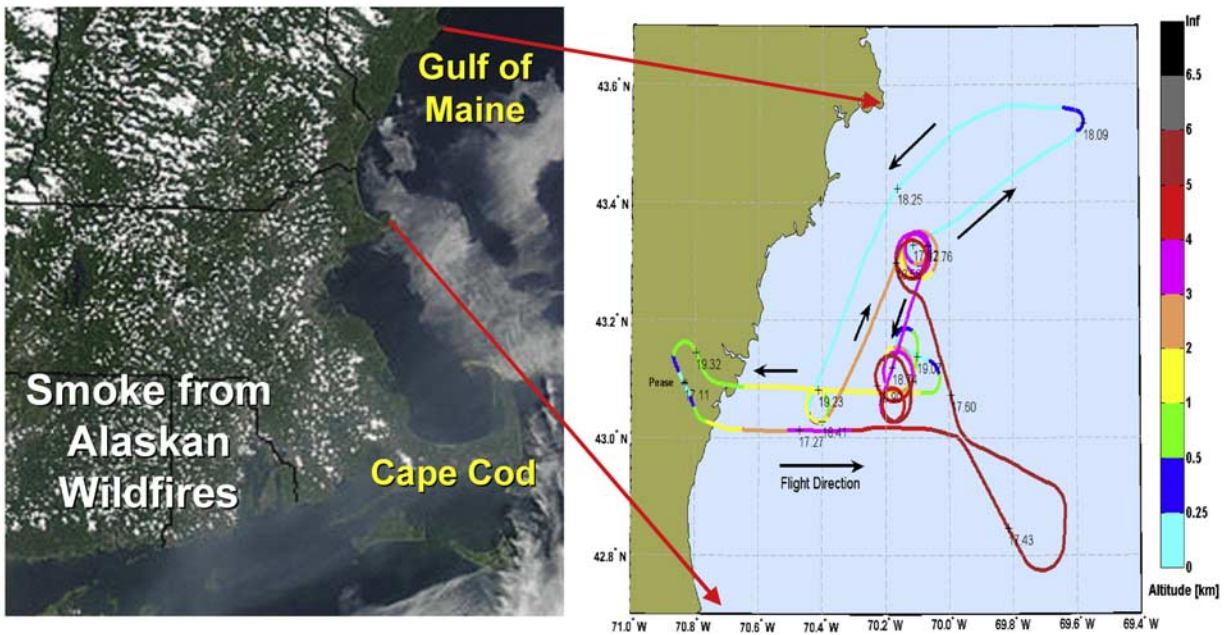 Gulf of
Maine
Smoke from
Alaskan
Wildfires
Cape Cod
43.6° N
43.4° N
43.2° N
43.0° N
42.8° N
71.0° W
70.8° W
70.6° W
70.4° W
70.2° W
70.0° W
69.8° W
69.6° W
69.4° W
18.09
18.25
19.32
Pease
19.23
18.41
17.27
17.60
17.43
Flight Direction
Inf
6.5
6
5
4
3
2
1
0.5
0.25
0
Altitude [km]